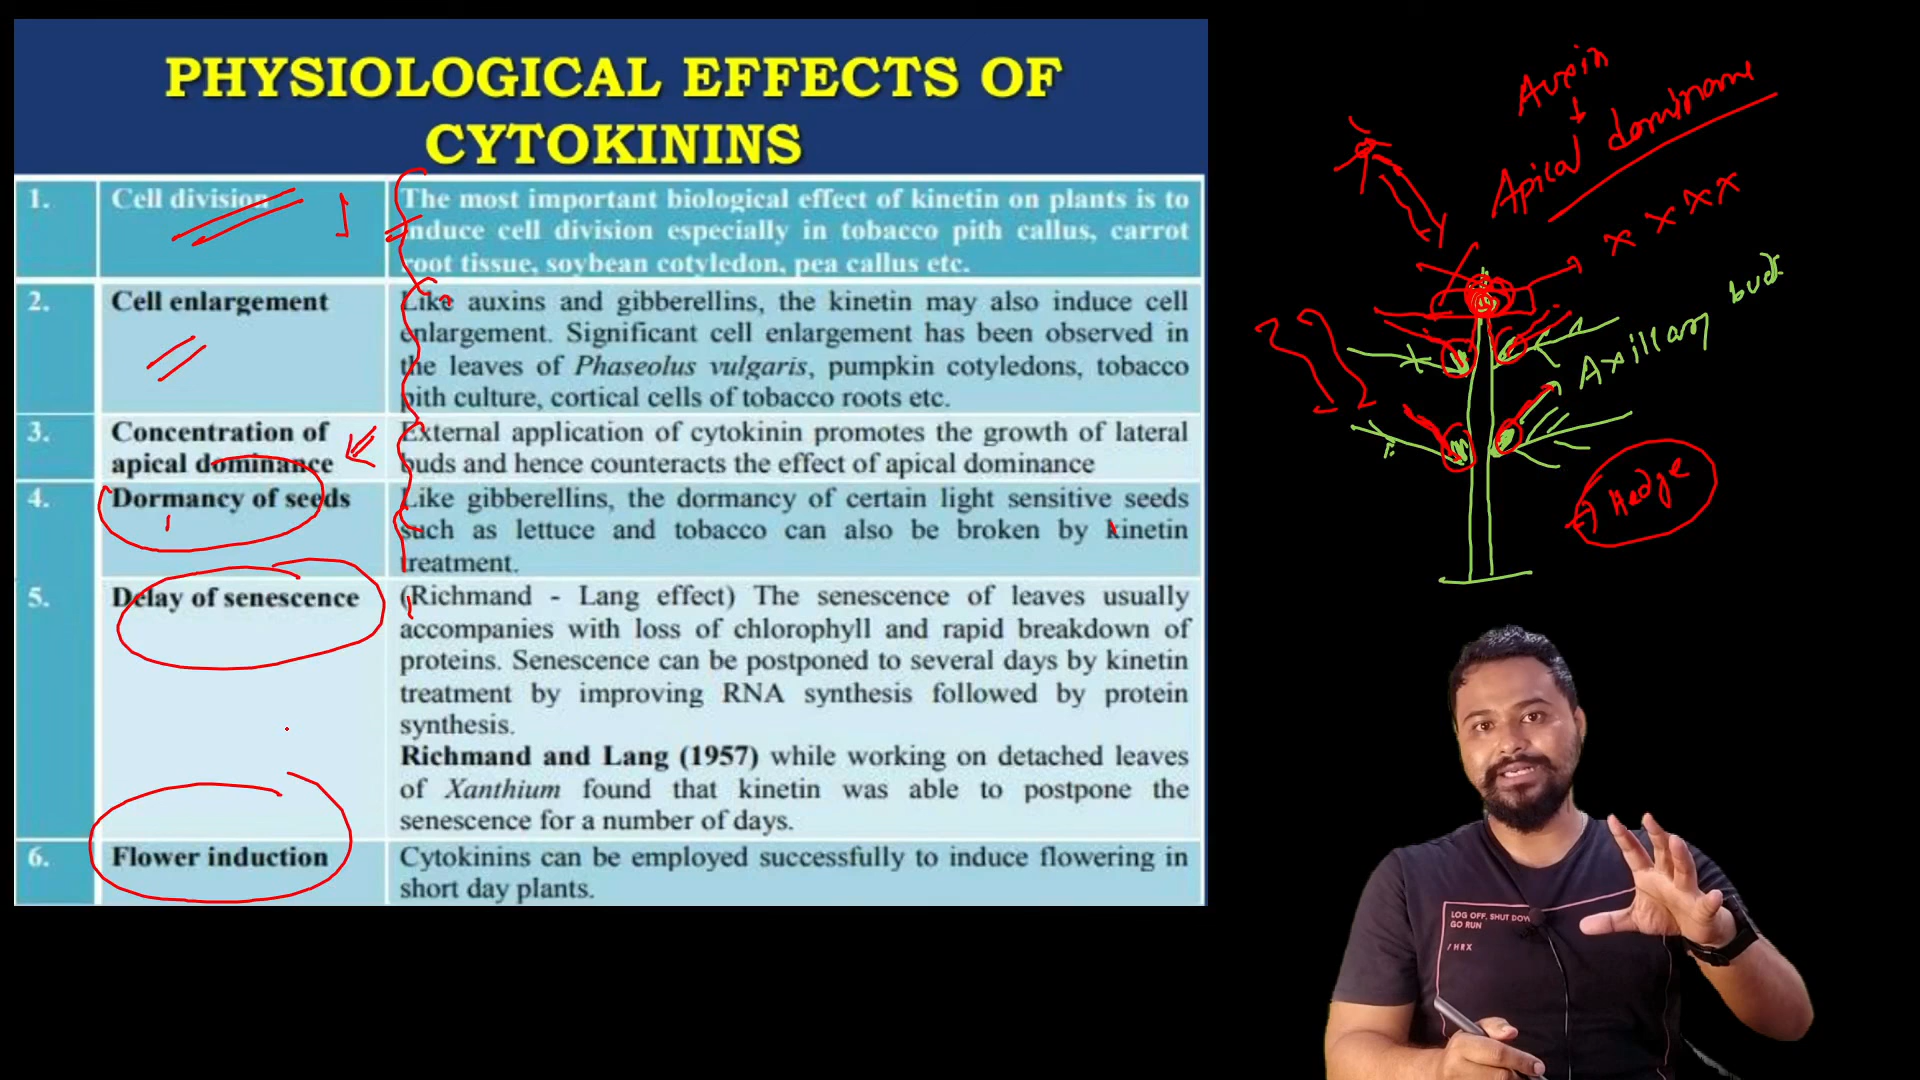 PHYSIOLOGICAL EFFECTS OF
CYTOKININS
1.
Cell division
The most important biological effect of kinetin on plants is to
induce cell division especially in tobacco pith callus, carrot
root tissue, soybean cotyledon, pea callus etc.
2.
Cell enlargement
Like auxins and gibberellins, the kinetin may also induce cell
enlargement. Significant cell enlargement has been observed in
the leaves of Phaseolus vulgaris, pumpkin cotyledons, tobacco
pith culture, cortical cells of tobacco roots etc.
3.
Concentration of
apical dominance
External application of cytokinin promotes the growth of lateral
buds and hence counteracts the effect of apical dominance
4.
Dormancy of seeds
Like gibberellins, the dormancy of certain light sensitive seeds
such as lettuce and tobacco can also be broken by kinetin
treatment.
5.
Delay of senescence
(Richmand - Lang effect) The senescence of leaves usually
accompanies with loss of chlorophyll and rapid breakdown of
proteins. Senescence can be postponed to several days by kinetin
treatment by improving RNA synthesis followed by protein
synthesis.
Richmand and Lang (1957) while working on detached leaves
of Xanthium found that kinetin was able to postpone the
senescence for a number of days.
6.
Flower induction
Cytokinins can be employed successfully to induce flowering in
short day plants.
Auxin
Apical dominance
x x x x
Axillary bud
Hedge
LOG OFF, SHUT DOW
GO RUN
/HRX